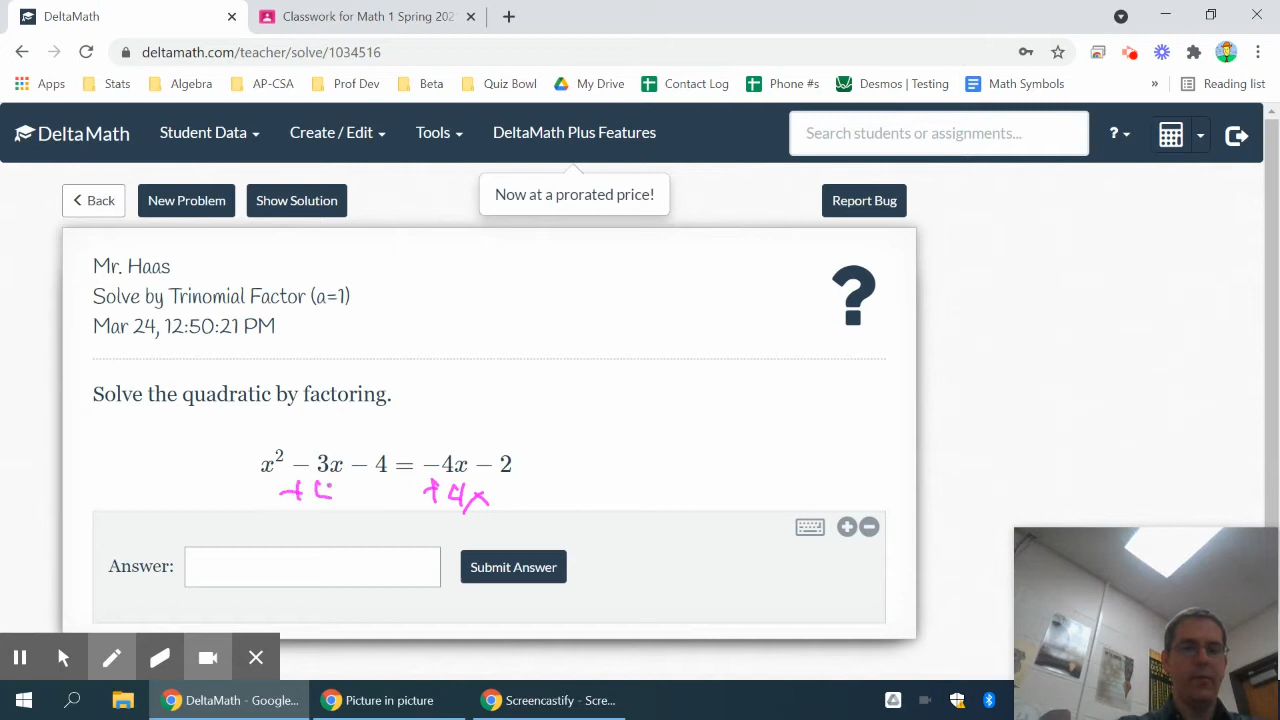 DeltaMath
Classwork for Math 1 Spring 202
deltamath.com/teacher/solve/1034516
Apps Stats Algebra AP-CSA Prof Dev Beta Quiz Bowl My Drive Contact Log Phone #s Desmos | Testing Math Symbols » Reading list
DeltaMath Student Data Create / Edit Tools DeltaMath Plus Features Search students or assignments... ?
Now at a prorated price!
Back New Problem Show Solution Report Bug
Mr. Haas
Solve by Trinomial Factor (a=1)
Mar 24, 12:50:21 PM
?
Solve the quadratic by factoring.
x² − 3x − 4 = −4x − 2
+4x
Answer: Submit Answer
DeltaMath - Google... Picture in picture Screencastify - Scre...